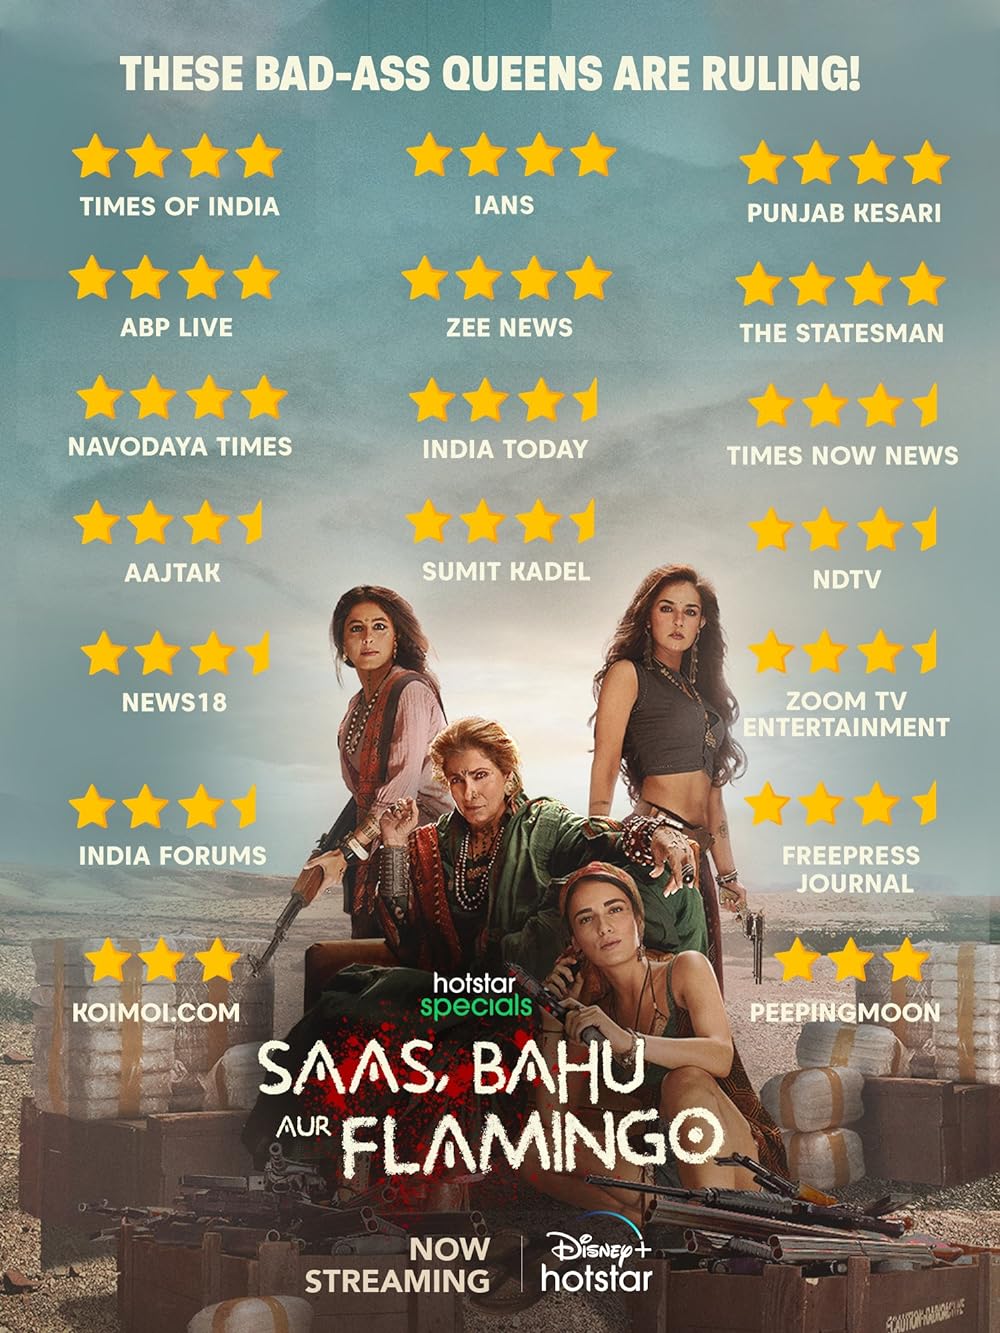 THESE BAD-ASS QUEENS ARE RULING!
TIMES OF INDIA
IANS
PUNJAB KESARI
ABP LIVE
ZEE NEWS
THE STATESMAN
NAVODAYA TIMES
INDIA TODAY
TIMES NOW NEWS
AAJTAK
SUMIT KADEL
NDTV
NEWS18
ZOOM TV
ENTERTAINMENT
INDIA FORUMS
FREEPRESS
JOURNAL
KOIMOI.COM
PEEPINGMOON
hotstar
specials
SAAS, BAHU
AUR FLAMINGO
NOW
STREAMING
Disney+
hotstar
CAUTION-RADIOACTIVE